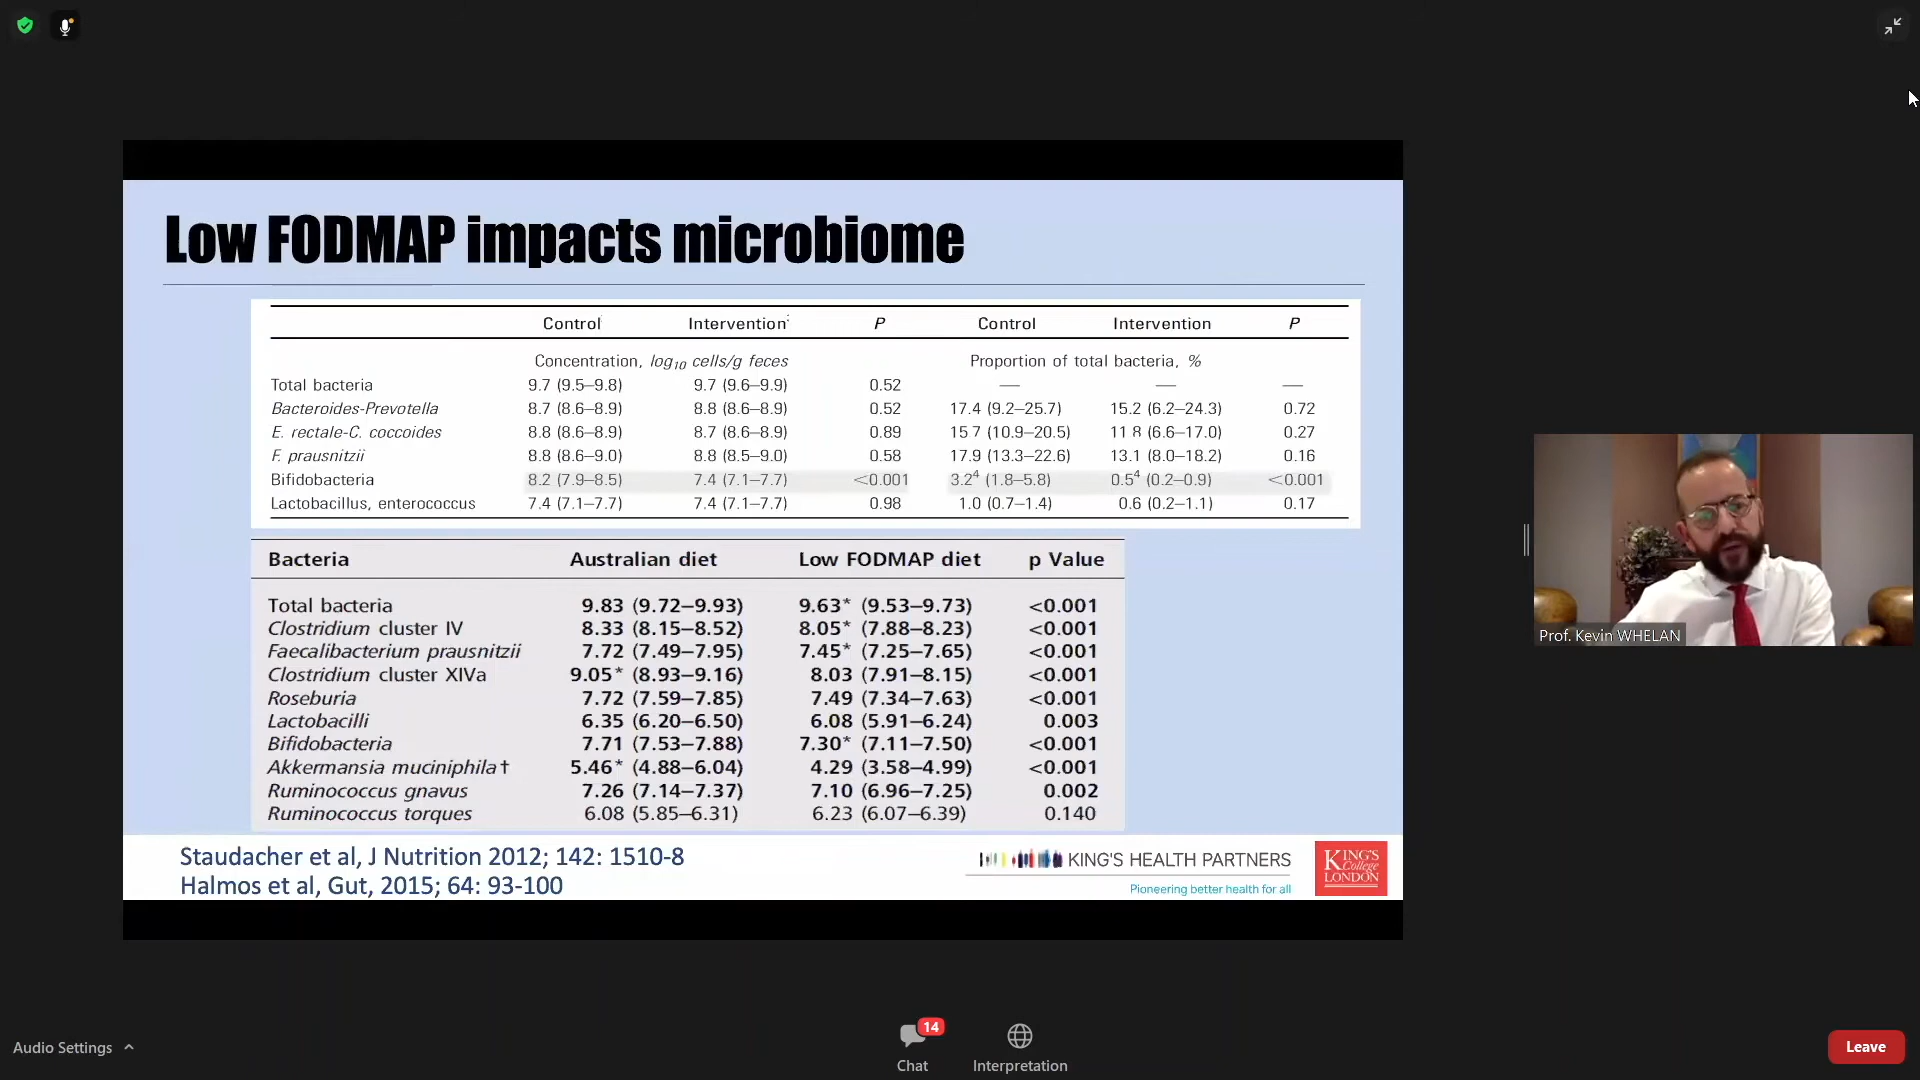 Low FODMAP impacts microbiome
Control Intervention P Control Intervention P
Concentration, log10 cells/g feces Proportion of total bacteria, %
Total bacteria 9.7 (9.5–9.8) 9.7 (9.6–9.9) 0.52 — — —
Bacteroides-Prevotella 8.7 (8.6–8.9) 8.8 (8.6–8.9) 0.52 17.4 (9.2–25.7) 15.2 (6.2–24.3) 0.72
E. rectale-C. coccoides 8.8 (8.6–8.9) 8.7 (8.6–8.9) 0.89 15.7 (10.9–20.5) 11.8 (6.6–17.0) 0.27
F. prausnitzii 8.8 (8.6–9.0) 8.8 (8.5–9.0) 0.58 17.9 (13.3–22.6) 13.1 (8.0–18.2) 0.16
Bifidobacteria 8.2 (7.9–8.5) 7.4 (7.1–7.7) <0.001 3.2⁴ (1.8–5.8) 0.5⁴ (0.2–0.9) <0.001
Lactobacillus, enterococcus 7.4 (7.1–7.7) 7.4 (7.1–7.7) 0.98 1.0 (0.7–1.4) 0.6 (0.2–1.1) 0.17
Bacteria Australian diet Low FODMAP diet p Value
Total bacteria 9.83 (9.72–9.93) 9.63* (9.53–9.73) <0.001
Clostridium cluster IV 8.33 (8.15–8.52) 8.05* (7.88–8.23) <0.001
Faecalibacterium prausnitzii 7.72 (7.49–7.95) 7.45* (7.25–7.65) <0.001
Clostridium cluster XIVa 9.05* (8.93–9.16) 8.03 (7.91–8.15) <0.001
Roseburia 7.72 (7.59–7.85) 7.49 (7.34–7.63) <0.001
Lactobacilli 6.35 (6.20–6.50) 6.08 (5.91–6.24) 0.003
Bifidobacteria 7.71 (7.53–7.88) 7.30* (7.11–7.50) <0.001
Akkermansia muciniphila† 5.46* (4.88–6.04) 4.29 (3.58–4.99) <0.001
Ruminococcus gnavus 7.26 (7.14–7.37) 7.10 (6.96–7.25) 0.002
Ruminococcus torques 6.08 (5.85–6.31) 6.23 (6.07–6.39) 0.140
Staudacher et al, J Nutrition 2012; 142: 1510-8
Halmos et al, Gut, 2015; 64: 93-100
KING'S HEALTH PARTNERS
Pioneering better health for all
KING'S
College
LONDON
Prof. Kevin WHELAN
Audio Settings
14
Chat
Interpretation
Leave